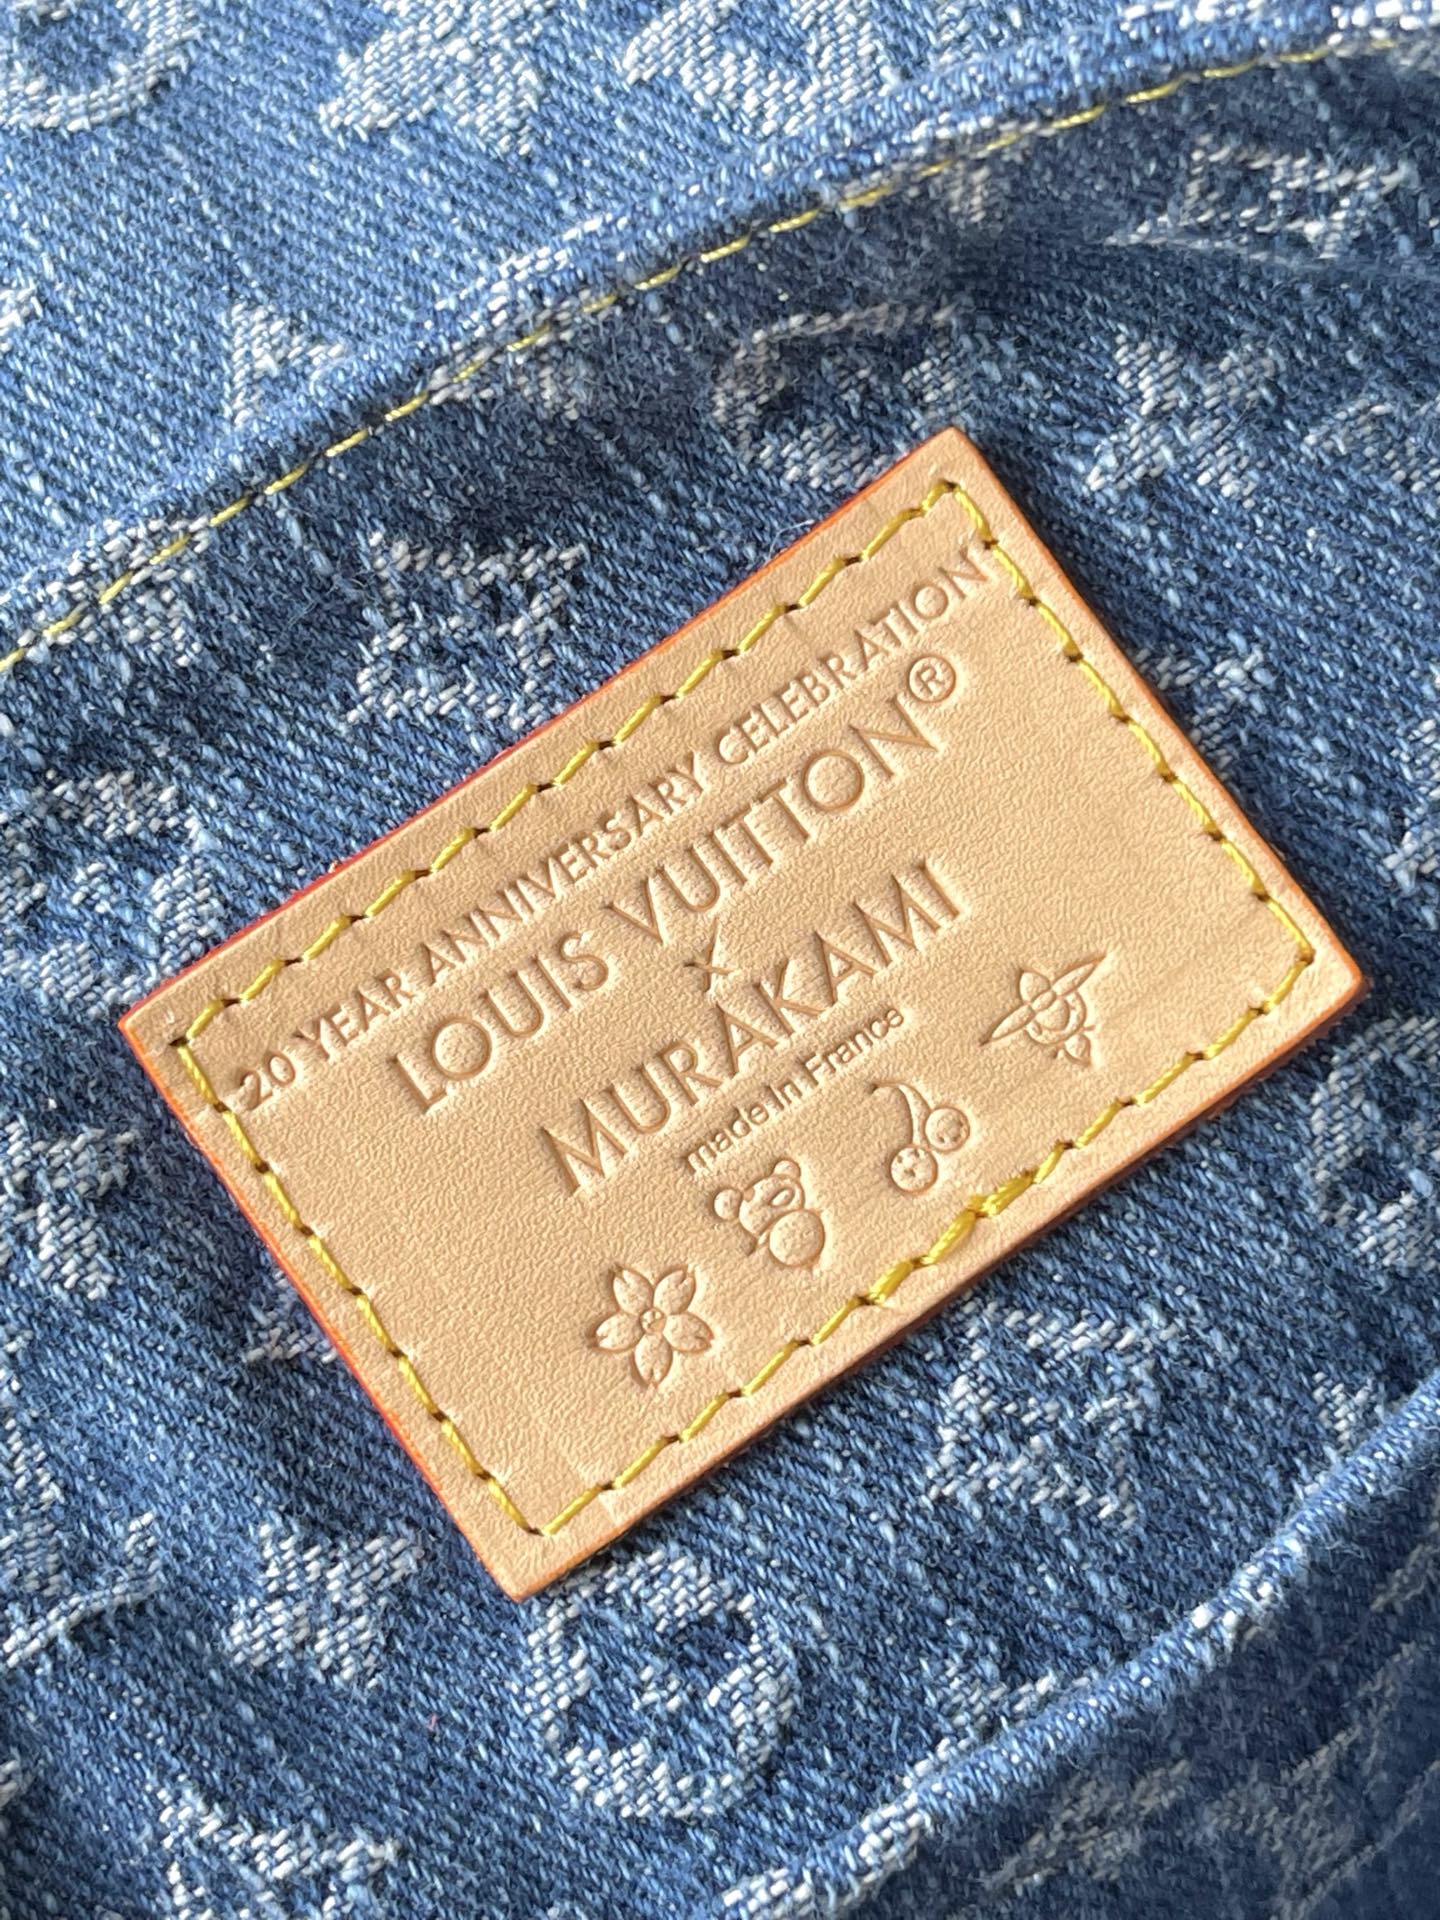 20 YEAR ANNIVERSARY CELEBRATION
LOUIS VUITTON®
x
MURAKAMI
made in France